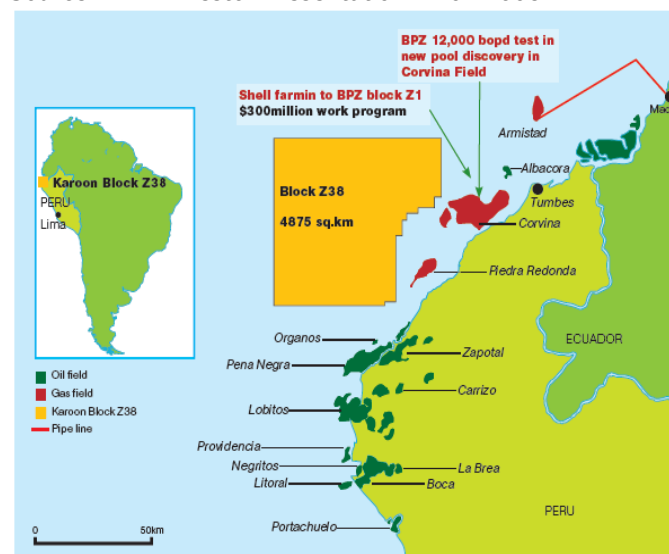 BPZ 12,000 bopd test in
new pool discovery in
Corvina Field
Shell farmin to BPZ block Z1
$300million work program
Armistad
Albacora
Tumbes
Corvina
Piedra Redonda
Block Z38
4875 sq.km
Karoon Block Z38
PERU
Lima
ECUADOR
Organos
Zapotal
Pena Negra
Carrizo
Lobitos
Providencia
Negritos
La Brea
Litoral
Boca
Portachuelo
PERU
Oil field
Gas field
Karoon Block Z38
Pipe line
0
50km